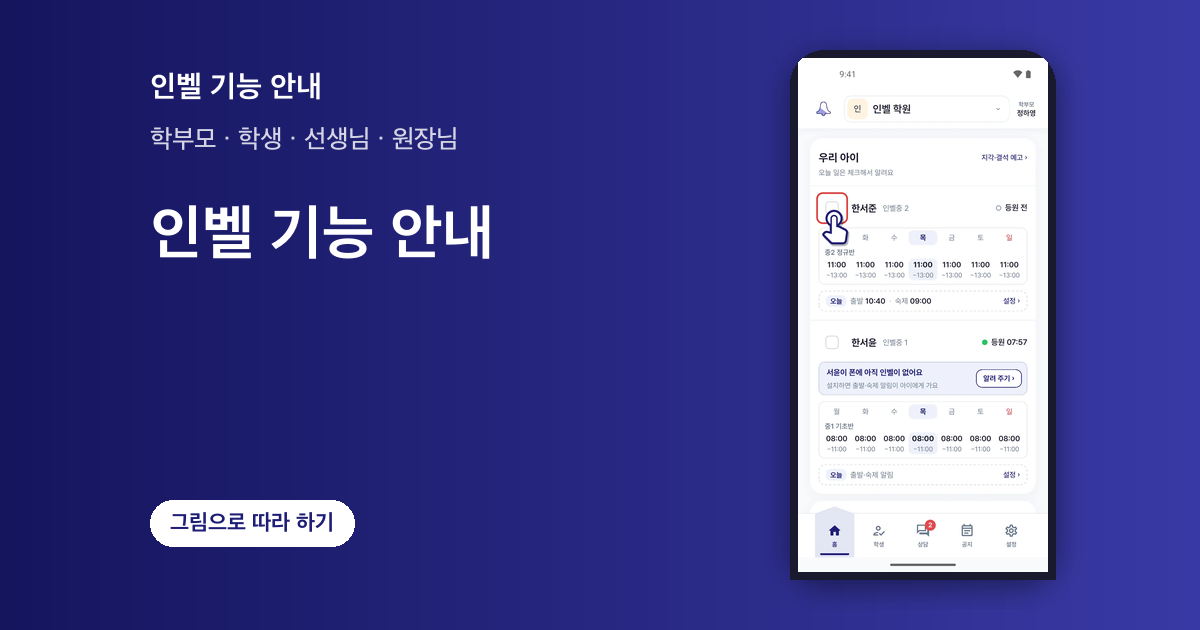 인벨 기능 안내
학부모 · 학생 · 선생님 · 원장님
인벨 기능 안내
그림으로 따라 하기
9:41
인 인벨 학원
학부모
정하영
우리 아이 지각·결석 예고 ›
오늘 일은 체크해서 알려요
한서준 인벨중 2 등원 전
화 수 목 금 토 일
중2 정규반
11:00 11:00 11:00 11:00 11:00 11:00 11:00
~13:00 ~13:00 ~13:00 ~13:00 ~13:00 ~13:00 ~13:00
오늘 출발 10:40 · 숙제 09:00 설정 ›
한서윤 인벨중 1 등원 07:57
서윤이 폰에 아직 인벨이 없어요
설치하면 출발·숙제 알림이 아이에게 가요
알려 주기 ›
월 화 수 목 금 토 일
중1 기초반
08:00 08:00 08:00 08:00 08:00 08:00 08:00
~11:00 ~11:00 ~11:00 ~11:00 ~11:00 ~11:00 ~11:00
오늘 출발·숙제 알림 설정 ›
2
홈 학생 상담 공지 설정